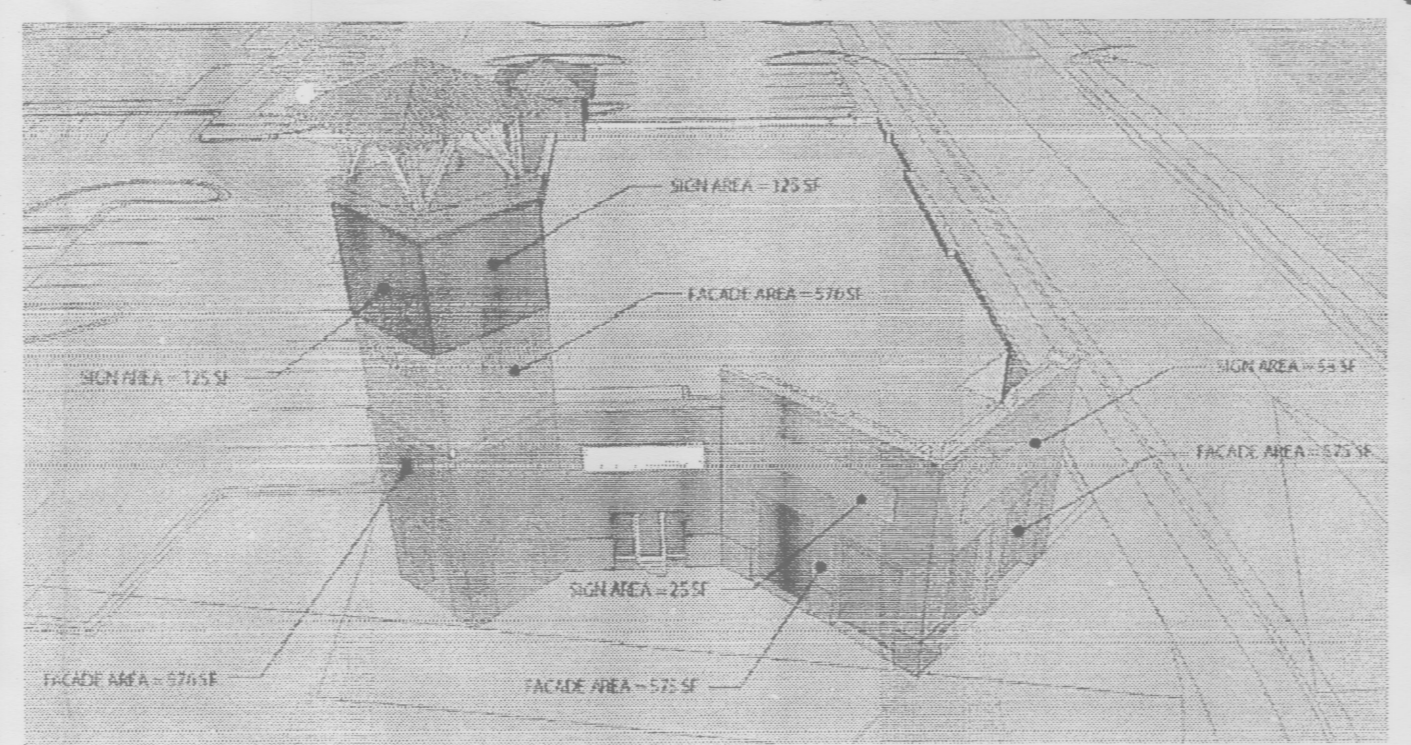 SIGN AREA = 125 SF
FACADE AREA = 576 SF
SIGN AREA = 125 SF
SIGN AREA = 53 SF
FACADE AREA = 575 SF
SIGN AREA = 25 SF
FACADE AREA = 576 SF
FACADE AREA = 575 SF